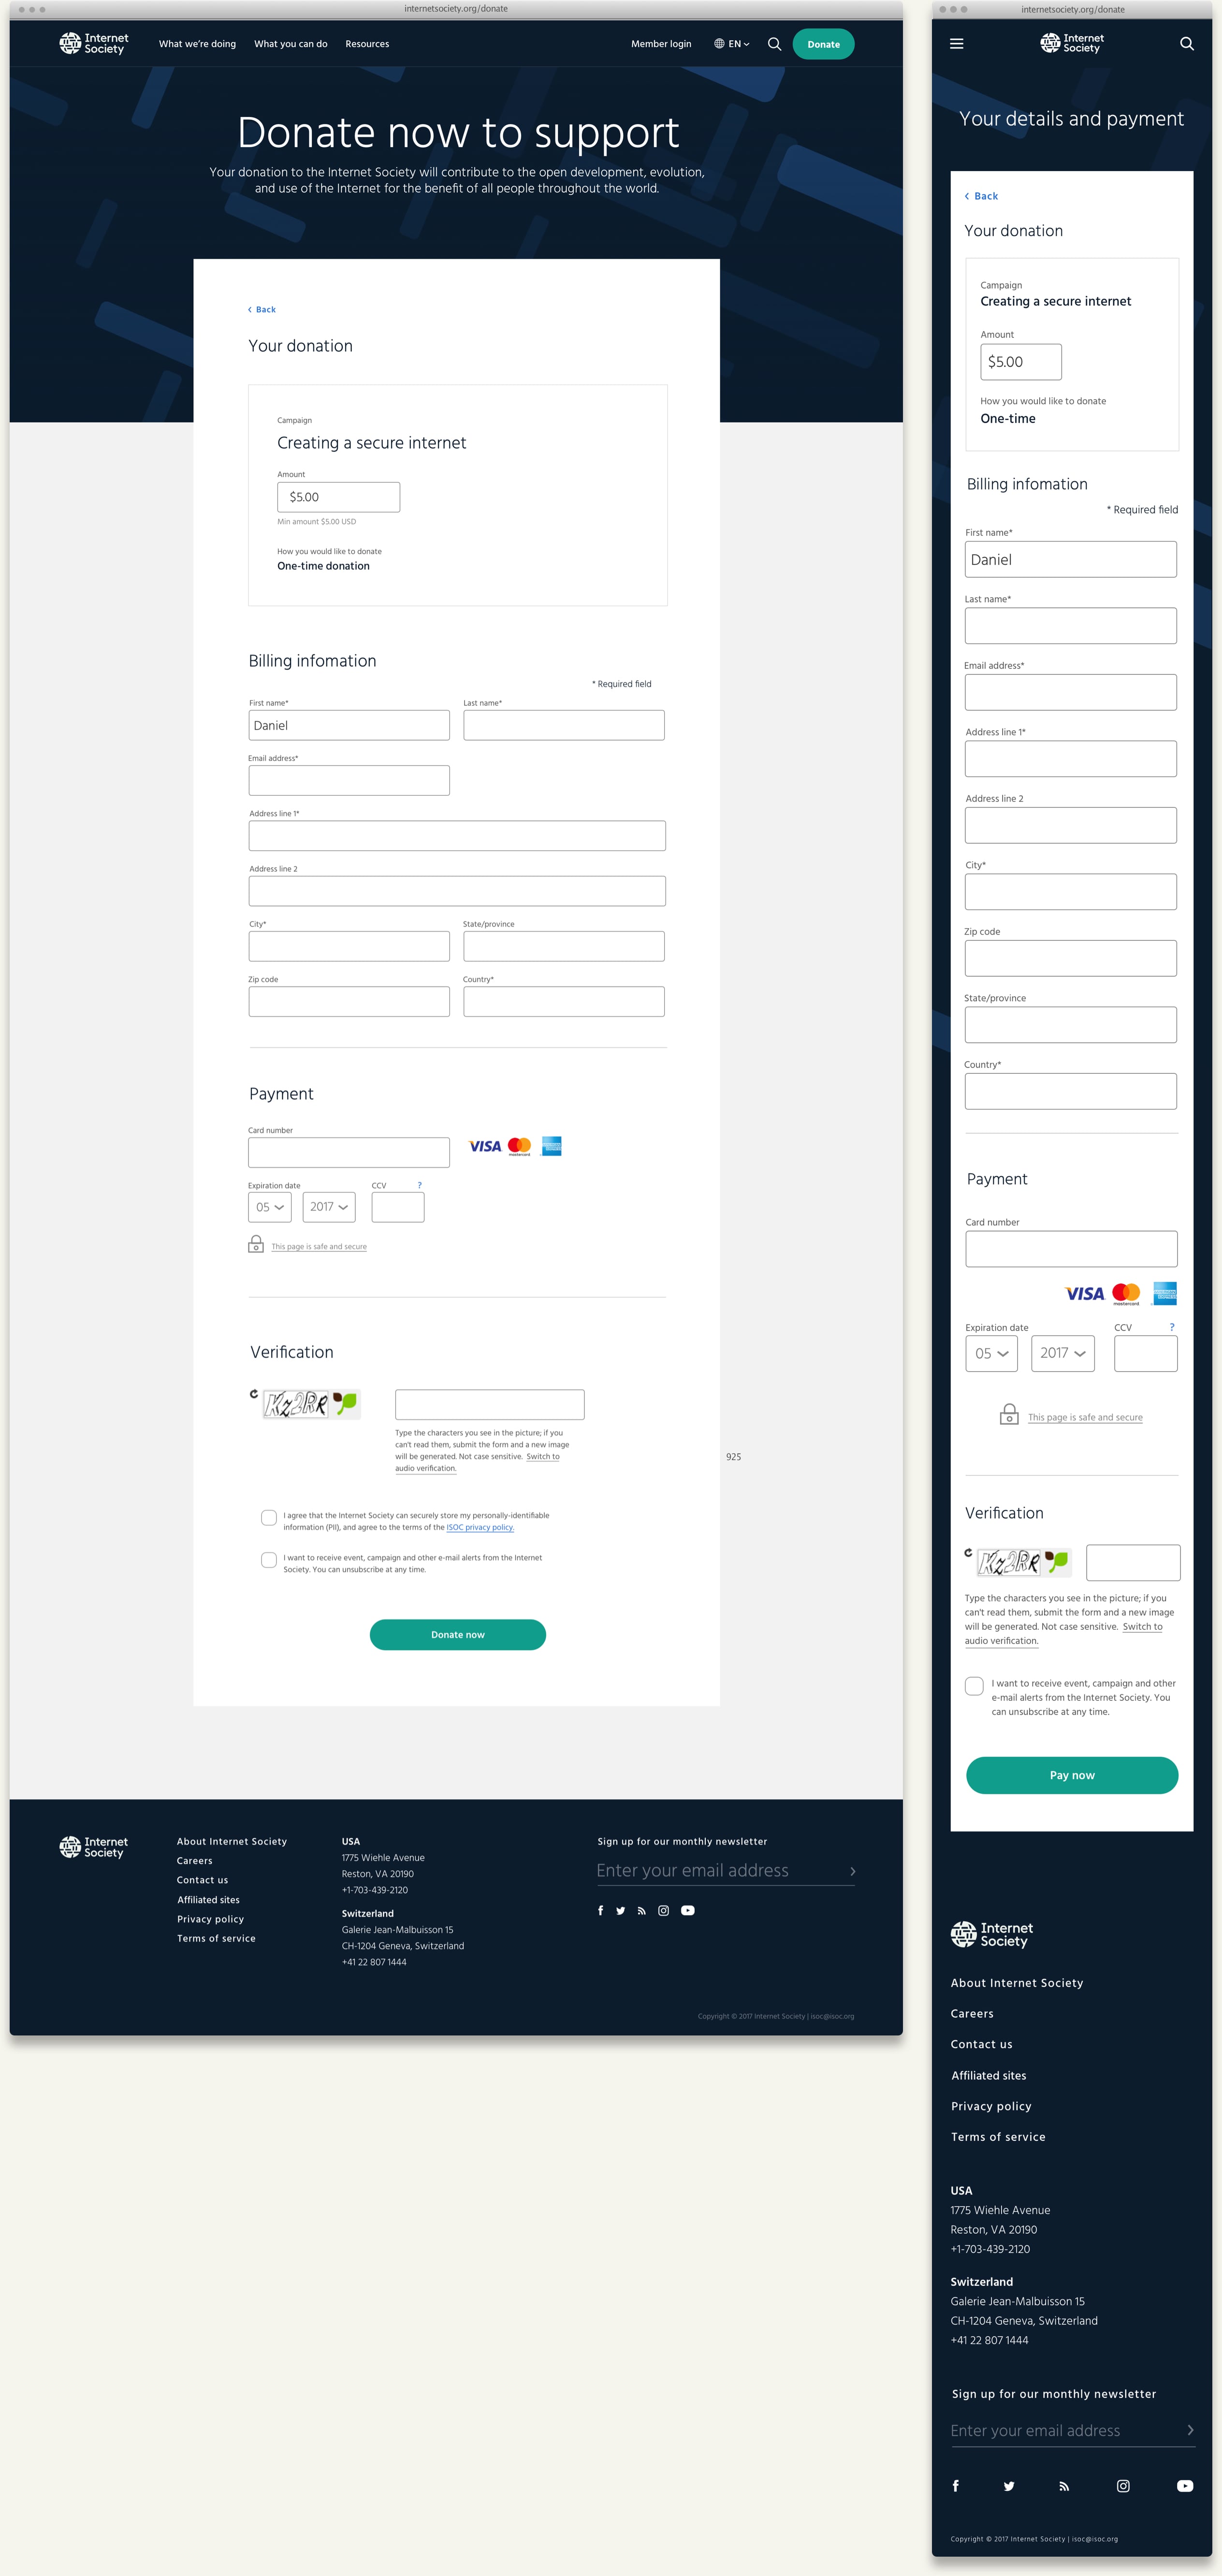 internetsociety.org/donate
Internet
Society
What we're doing What you can do Resources
Member login EN Donate
Donate now to support
Your donation to the Internet Society will contribute to the open development, evolution,
and use of the Internet for the benefit of all people throughout the world.
Back
Your donation
Campaign
Creating a secure internet
Amount
$5.00
Min amount $5.00 USD
How you would like to donate
One-time donation
Billing infomation
* Required field
First name* Last name*
Daniel
Email address*
Address line 1*
Address line 2
City* State/province
Zip code Country*
Payment
Card number
VISA mastercard
Expiration date CCV ?
05 2017
This page is safe and secure
Verification
Kz2RR
Type the characters you see in the picture; if you
can't read them, submit the form and a new image
will be generated. Not case sensitive. Switch to
audio verification.
925
I agree that the Internet Society can securely store my personally-identifiable
information (PII), and agree to the terms of the ISOC privacy policy.
I want to receive event, campaign and other e-mail alerts from the Internet
Society. You can unsubscribe at any time.
Donate now
Internet
Society
About Internet Society
Careers
Contact us
Affiliated sites
Privacy policy
Terms of service
USA
1775 Wiehle Avenue
Reston, VA 20190
+1-703-439-2120
Switzerland
Galerie Jean-Malbuisson 15
CH-1204 Geneva, Switzerland
+41 22 807 1444
Sign up for our monthly newsletter
Enter your email address
Copyright © 2017 Internet Society | isoc@isoc.org
internetsociety.org/donate
Internet
Society
Your details and payment
Back
Your donation
Campaign
Creating a secure internet
Amount
$5.00
How you would like to donate
One-time
Billing infomation
* Required field
First name*
Daniel
Last name*
Email address*
Address line 1*
Address line 2
City*
Zip code
State/province
Country*
Payment
Card number
VISA mastercard
Expiration date CCV ?
05 2017
This page is safe and secure
Verification
Kz2RR
Type the characters you see in the picture; if you
can't read them, submit the form and a new image
will be generated. Not case sensitive. Switch to
audio verification.
I want to receive event, campaign and other
e-mail alerts from the Internet Society. You
can unsubscribe at any time.
Pay now
Internet
Society
About Internet Society
Careers
Contact us
Affiliated sites
Privacy policy
Terms of service
USA
1775 Wiehle Avenue
Reston, VA 20190
+1-703-439-2120
Switzerland
Galerie Jean-Malbuisson 15
CH-1204 Geneva, Switzerland
+41 22 807 1444
Sign up for our monthly newsletter
Enter your email address
Copyright © 2017 Internet Society | isoc@isoc.org